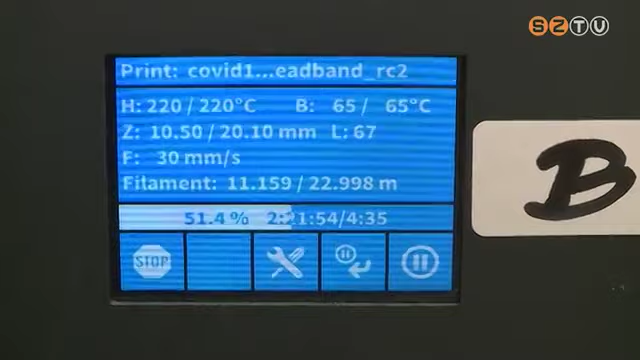 SZTV
Print: covid1...eadband_rc2
H: 220 / 220°C B: 65 / 65°C
Z: 10.50 / 20.10 mm L: 67
F: 30 mm/s
Filament: 11.159 / 22.998 m
51.4 % 2:21:54/4:35
STOP
B